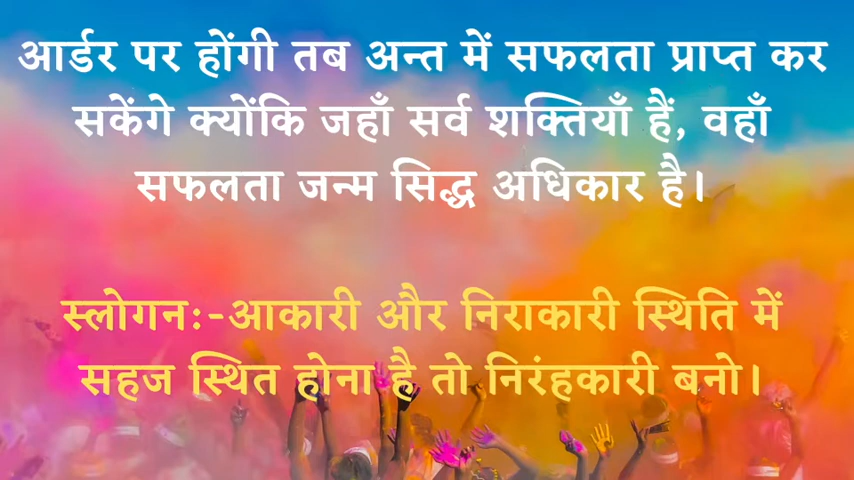 आर्डर पर होंगी तब अन्त में सफलता प्राप्त कर
सकेंगे क्योंकि जहाँ सर्व शक्तियाँ हैं, वहाँ
सफलता जन्म सिद्ध अधिकार है।
स्लोगन:-आकारी और निराकारी स्थिति में
सहज स्थित होना है तो निरंहकारी बनो।